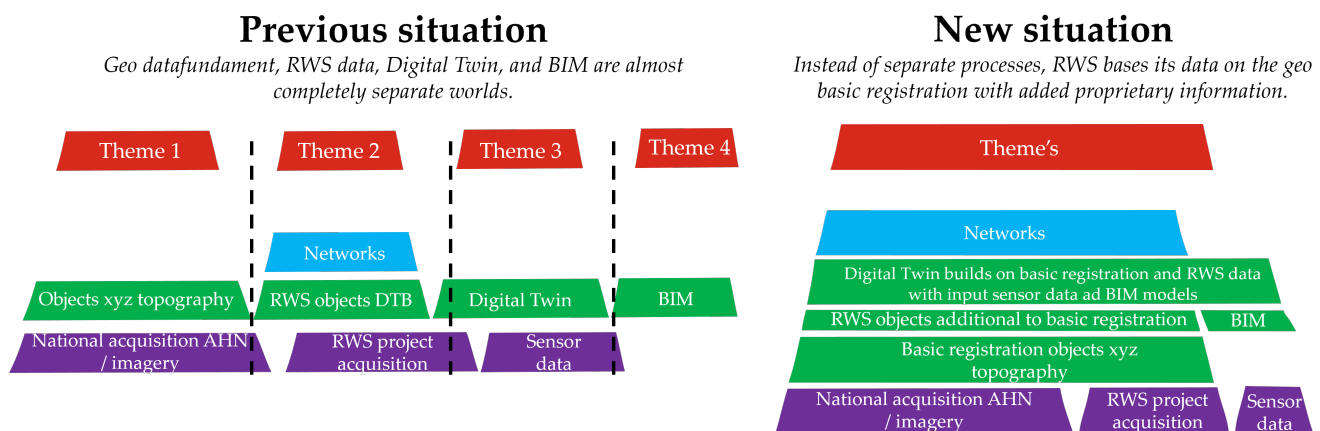 Previous situation
Geo datafundament, RWS data, Digital Twin, and BIM are almost
completely separate worlds.
Theme 1
Theme 2
Theme 3
Theme 4
Networks
Objects xyz topography
RWS objects DTB
Digital Twin
BIM
National acquisition AHN
/ imagery
RWS project
acquisition
Sensor
data
New situation
Instead of separate processes, RWS bases its data on the geo
basic registration with added proprietary information.
Theme's
Networks
Digital Twin builds on basic registration and RWS data
with input sensor data ad BIM models
RWS objects additional to basic registration
BIM
Basic registration objects xyz
topography
National acquisition AHN
/ imagery
RWS project
acquisition
Sensor
data